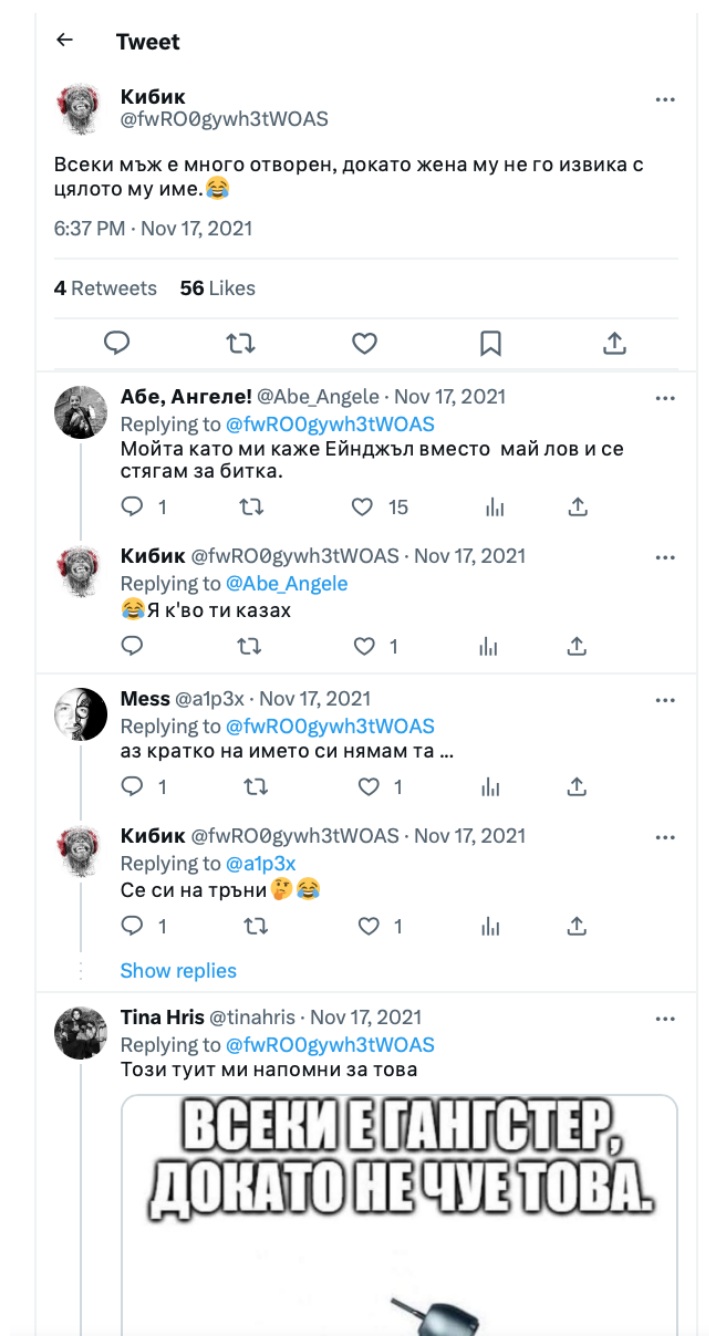 Tweet
Кибик
@fwRO0gywh3tWOAS
Всеки мъж е много отворен, докато жена му не го извика с
цялото му име.😂
6:37 PM · Nov 17, 2021
4 Retweets 56 Likes
Абе, Ангеле! @Abe_Angele · Nov 17, 2021
Replying to @fwRO0gywh3tWOAS
Мойта като ми каже Ейнджъл вместо  май лов и се
стягам за битка.
1 15
Кибик @fwRO0gywh3tWOAS · Nov 17, 2021
Replying to @Abe_Angele
😂Я к'во ти казах
1
Mess @a1p3x · Nov 17, 2021
Replying to @fwRO0gywh3tWOAS
аз кратко на името си нямам та ...
1 1
Кибик @fwRO0gywh3tWOAS · Nov 17, 2021
Replying to @a1p3x
Се си на тръни🤔😂
1 1
Show replies
Tina Hris @tinahris · Nov 17, 2021
Replying to @fwRO0gywh3tWOAS
Този туит ми напомни за това
ВСЕКИ Е ГАНГСТЕР,
ДОКАТО НЕ ЧУЕ ТОВА.